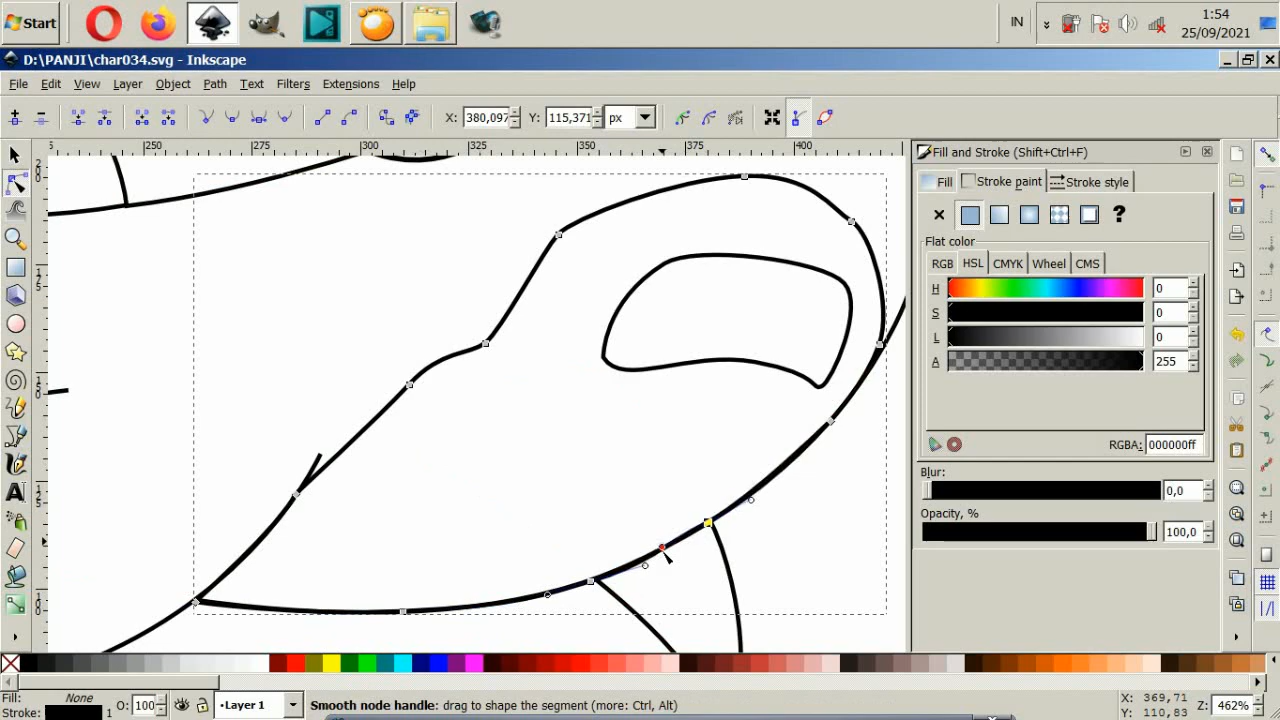 Start
IN
1:54
25/09/2021
D:\PANJI\char034.svg - Inkscape
File Edit View Layer Object Path Text Filters Extensions Help
X: 380,097 Y: 115,371 px
250 275 300 325 350 375 400
Fill and Stroke (Shift+Ctrl+F)
Fill Stroke paint Stroke style
?
Flat color
RGB HSL CMYK Wheel CMS
H 0
S 0
L 0
A 255
RGBA: 000000ff
Blur:
0,0
Opacity, %
100,0
Fill: None
Stroke: 1
O: 100
Layer 1
Smooth node handle: drag to shape the segment (more: Ctrl, Alt)
X: 369,71
Y: 110,83
Z: 462%